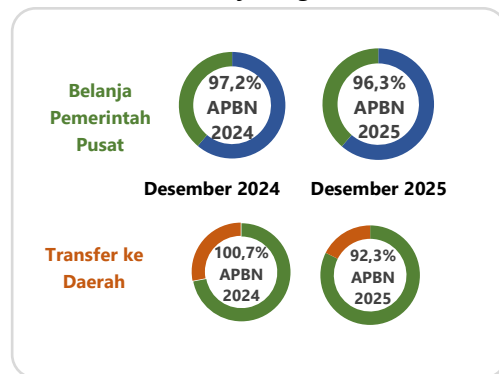 Belanja
Pemerintah
Pusat
97,2%
APBN
2024
96,3%
APBN
2025
Desember 2024
Desember 2025
Transfer ke
Daerah
100,7%
APBN
2024
92,3%
APBN
2025